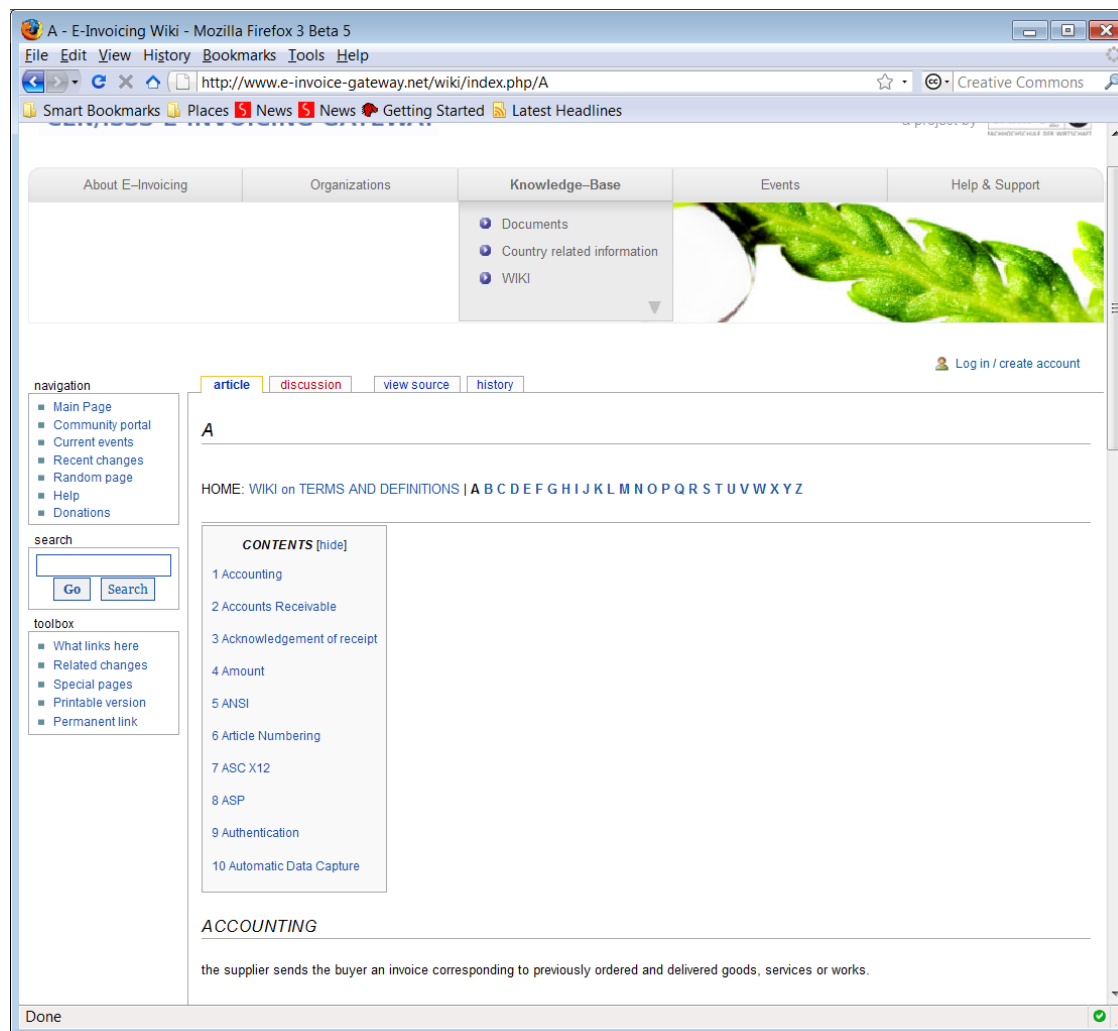 A - E-Invoicing Wiki - Mozilla Firefox 3 Beta 5
File Edit View History Bookmarks Tools Help
http://www.e-invoice-gateway.net/wiki/index.php/A
Creative Commons
Smart Bookmarks Places News News Getting Started Latest Headlines
CEN/ISSS E-INVOICING GATEWAY
a project by
FACHHOCHSCHULE DER WIRTSCHAFT
About E–Invoicing
Organizations
Knowledge–Base
Events
Help & Support
Documents
Country related information
WIKI
Log in / create account
navigation
Main Page
Community portal
Current events
Recent changes
Random page
Help
Donations
search
Go Search
toolbox
What links here
Related changes
Special pages
Printable version
Permanent link
article discussion view source history
A
HOME: WIKI on TERMS AND DEFINITIONS | A B C D E F G H I J K L M N O P Q R S T U V W X Y Z
CONTENTS [hide]
1 Accounting
2 Accounts Receivable
3 Acknowledgement of receipt
4 Amount
5 ANSI
6 Article Numbering
7 ASC X12
8 ASP
9 Authentication
10 Automatic Data Capture
ACCOUNTING
the supplier sends the buyer an invoice corresponding to previously ordered and delivered goods, services or works.
Done